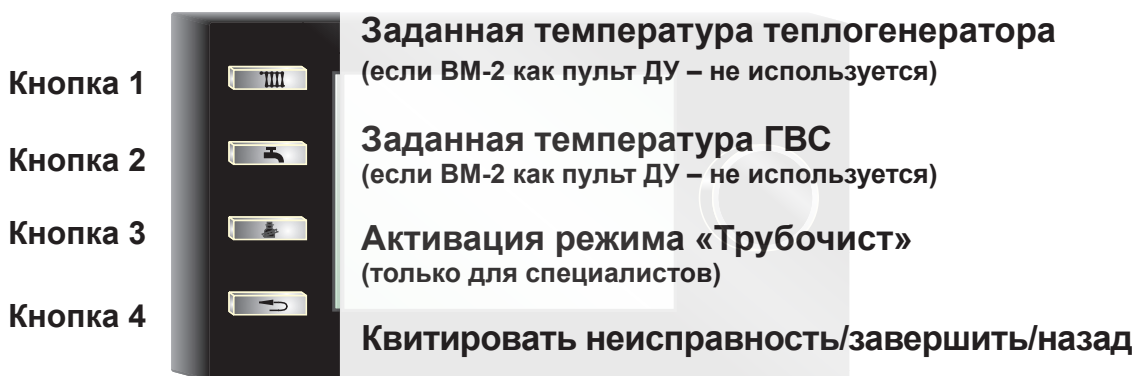 Кнопка 1
Заданная температура теплогенератора
(если BM-2 как пульт ДУ – не используется)
Кнопка 2
Заданная температура ГВС
(если BM-2 как пульт ДУ – не используется)
Кнопка 3
Активация режима «Трубочист»
(только для специалистов)
Кнопка 4
Квитировать неисправность/завершить/назад